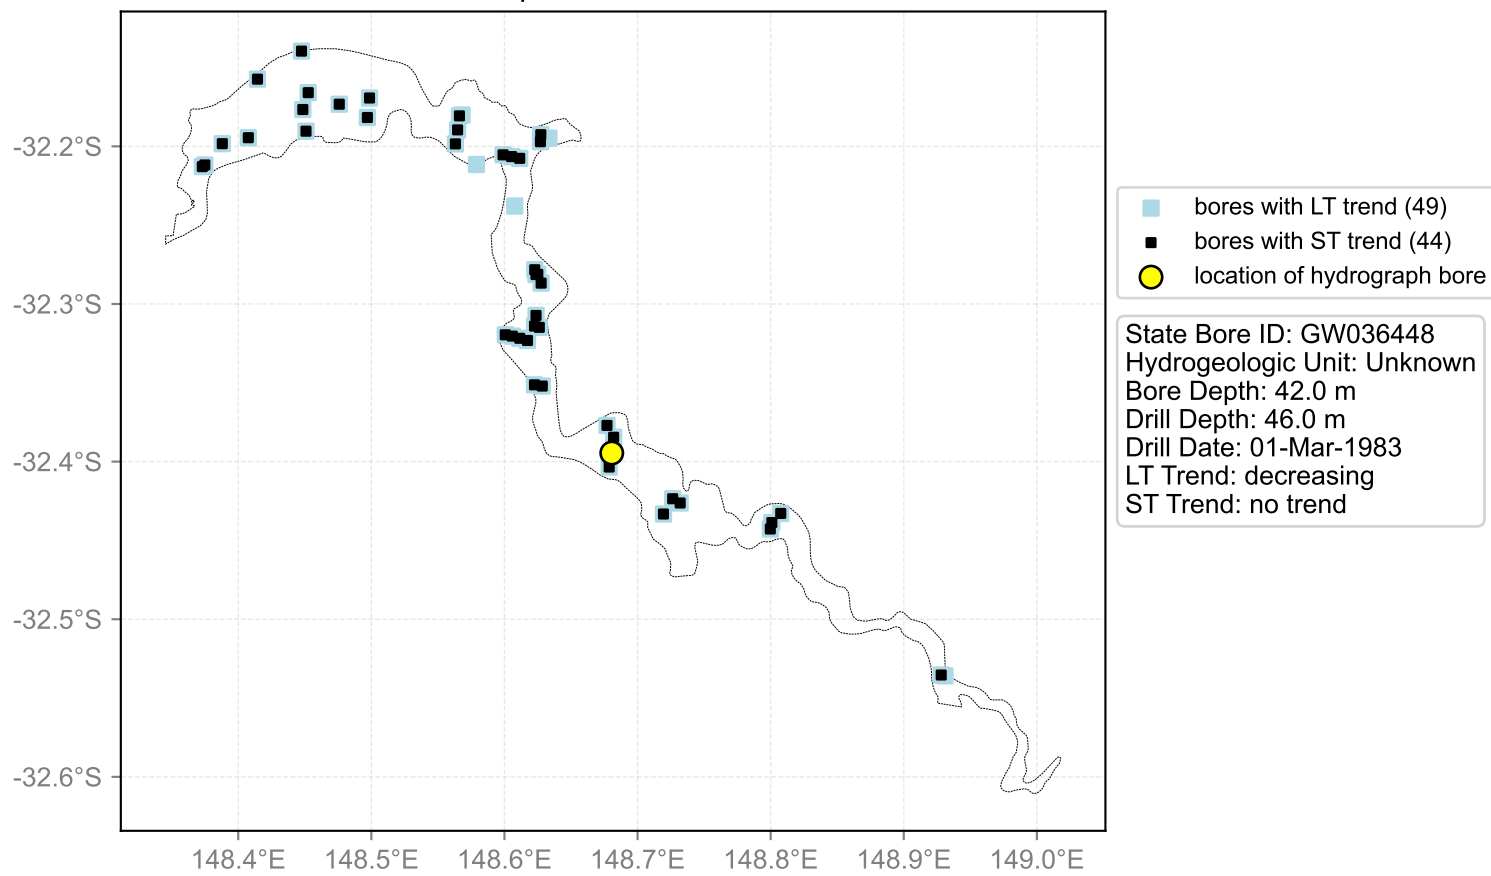 -32.2°S
-32.3°S
-32.4°S
-32.5°S
-32.6°S
148.4°E 148.5°E 148.6°E 148.7°E 148.8°E 148.9°E 149.0°E
bores with LT trend (49)
bores with ST trend (44)
location of hydrograph bore
State Bore ID: GW036448
Hydrogeologic Unit: Unknown
Bore Depth: 42.0 m
Drill Depth: 46.0 m
Drill Date: 01-Mar-1983
LT Trend: decreasing
ST Trend: no trend